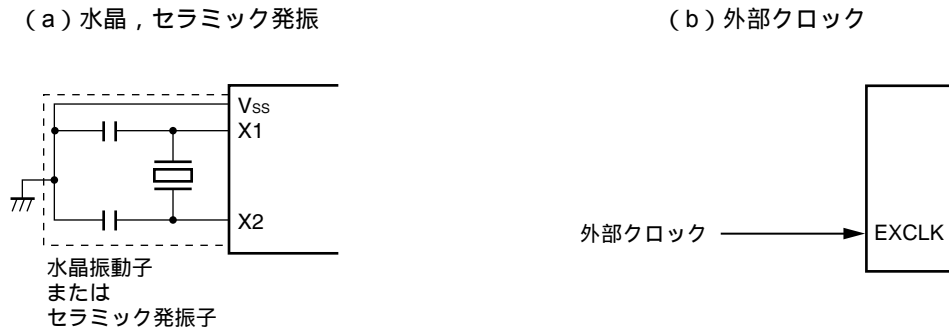 （a）水晶，セラミック発振
（b）外部クロック
VSS
X1
X2
水晶振動子
または
セラミック発振子
外部クロック
EXCLK